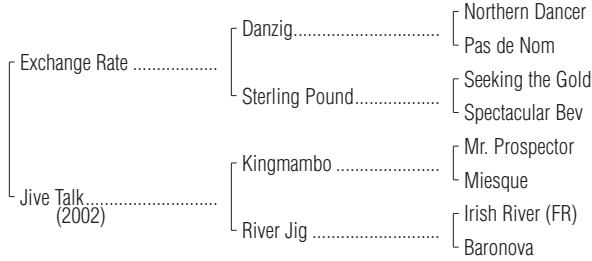 Northern Dancer
Danzig..............................
Pas de Nom
Exchange Rate .................
Seeking the Gold
Sterling Pound.................
Spectacular Bev
Mr. Prospector
Kingmambo .....................
Miesque
Jive Talk...........................
(2002)
Irish River (FR)
River Jig ..........................
Baronova